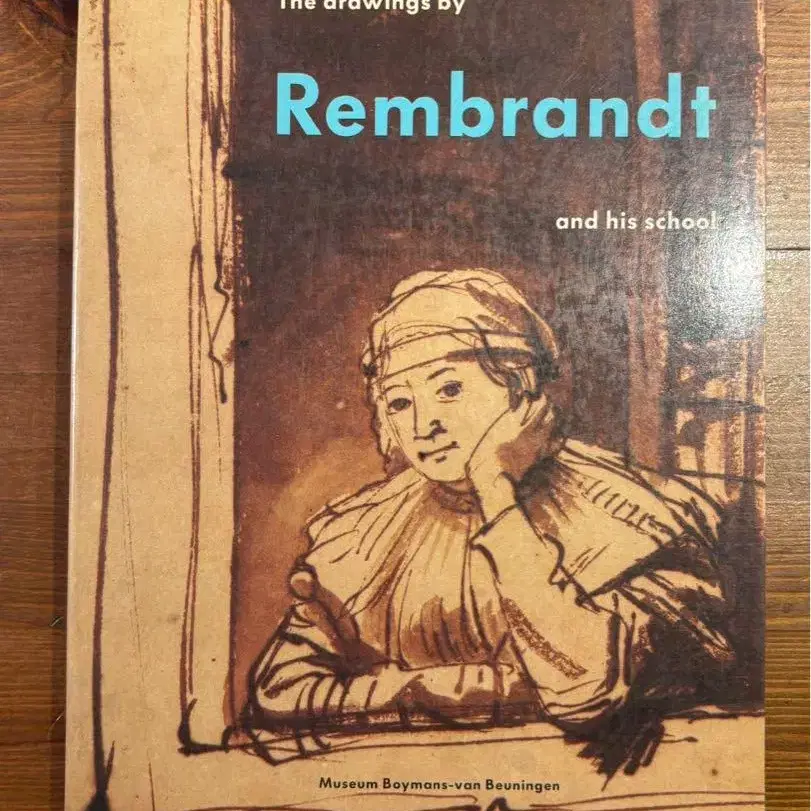 The drawings by
Rembrandt
and his school
Museum Boymans-van Beuningen